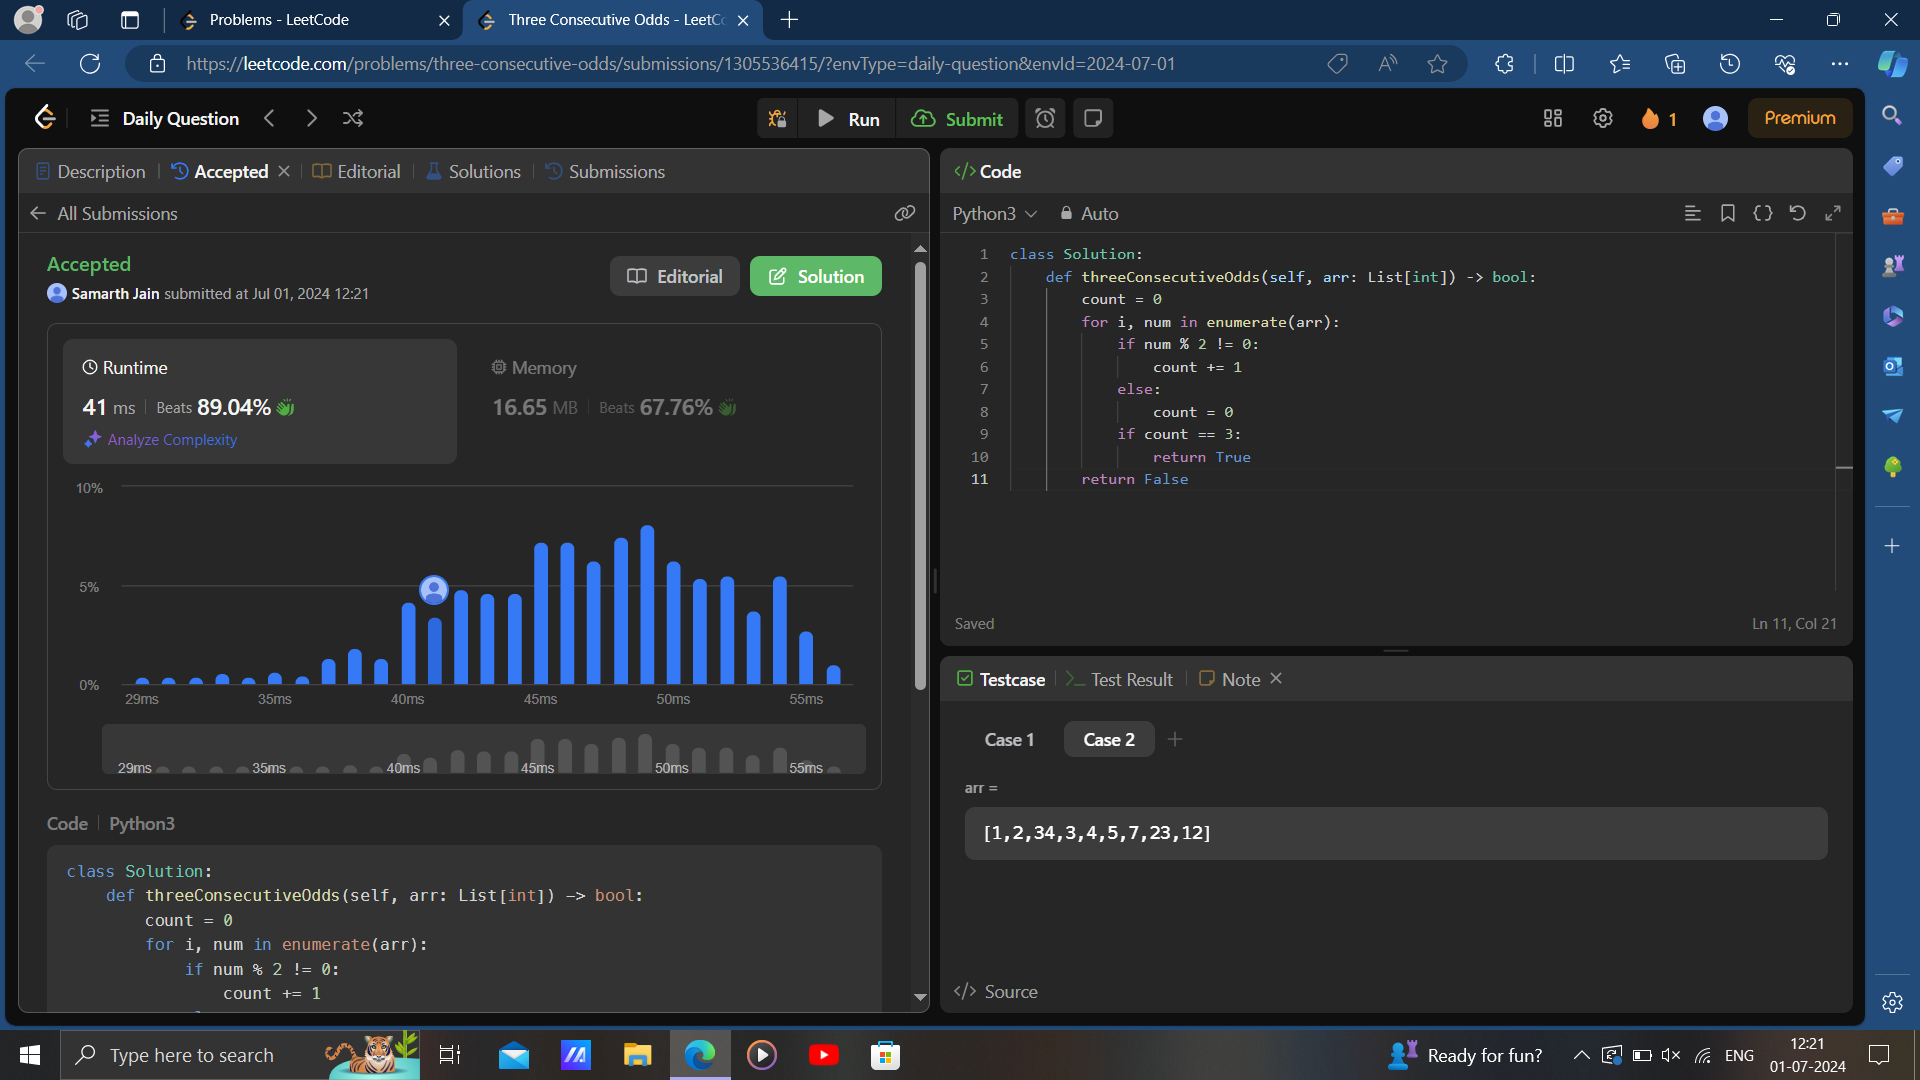 Problems - LeetCode
Three Consecutive Odds - LeetC
https://leetcode.com/problems/three-consecutive-odds/submissions/1305536415/?envType=daily-question&envId=2024-07-01
Daily Question
Run
Submit
1
Premium
Description
Accepted
Editorial
Solutions
Submissions
All Submissions
Accepted
Samarth Jain submitted at Jul 01, 2024 12:21
Editorial
Solution
Runtime
41 ms
Beats 89.04%
Analyze Complexity
Memory
16.65 MB
Beats 67.76%
10%
5%
0%
29ms
35ms
40ms
45ms
50ms
55ms
29ms
35ms
40ms
45ms
50ms
55ms
Code
Python3
class Solution:
def threeConsecutiveOdds(self, arr: List[int]) -> bool:
count = 0
for i, num in enumerate(arr):
if num % 2 != 0:
count += 1
</> Code
Python3
Auto
1 class Solution:
2 def threeConsecutiveOdds(self, arr: List[int]) -> bool:
3 count = 0
4 for i, num in enumerate(arr):
5 if num % 2 != 0:
6 count += 1
7 else:
8 count = 0
9 if count == 3:
10 return True
11 return False
Saved
Ln 11, Col 21
Testcase
Test Result
Note
Case 1
Case 2
arr =
[1,2,34,3,4,5,7,23,12]
</> Source
Type here to search
Ready for fun?
ENG
12:21
01-07-2024